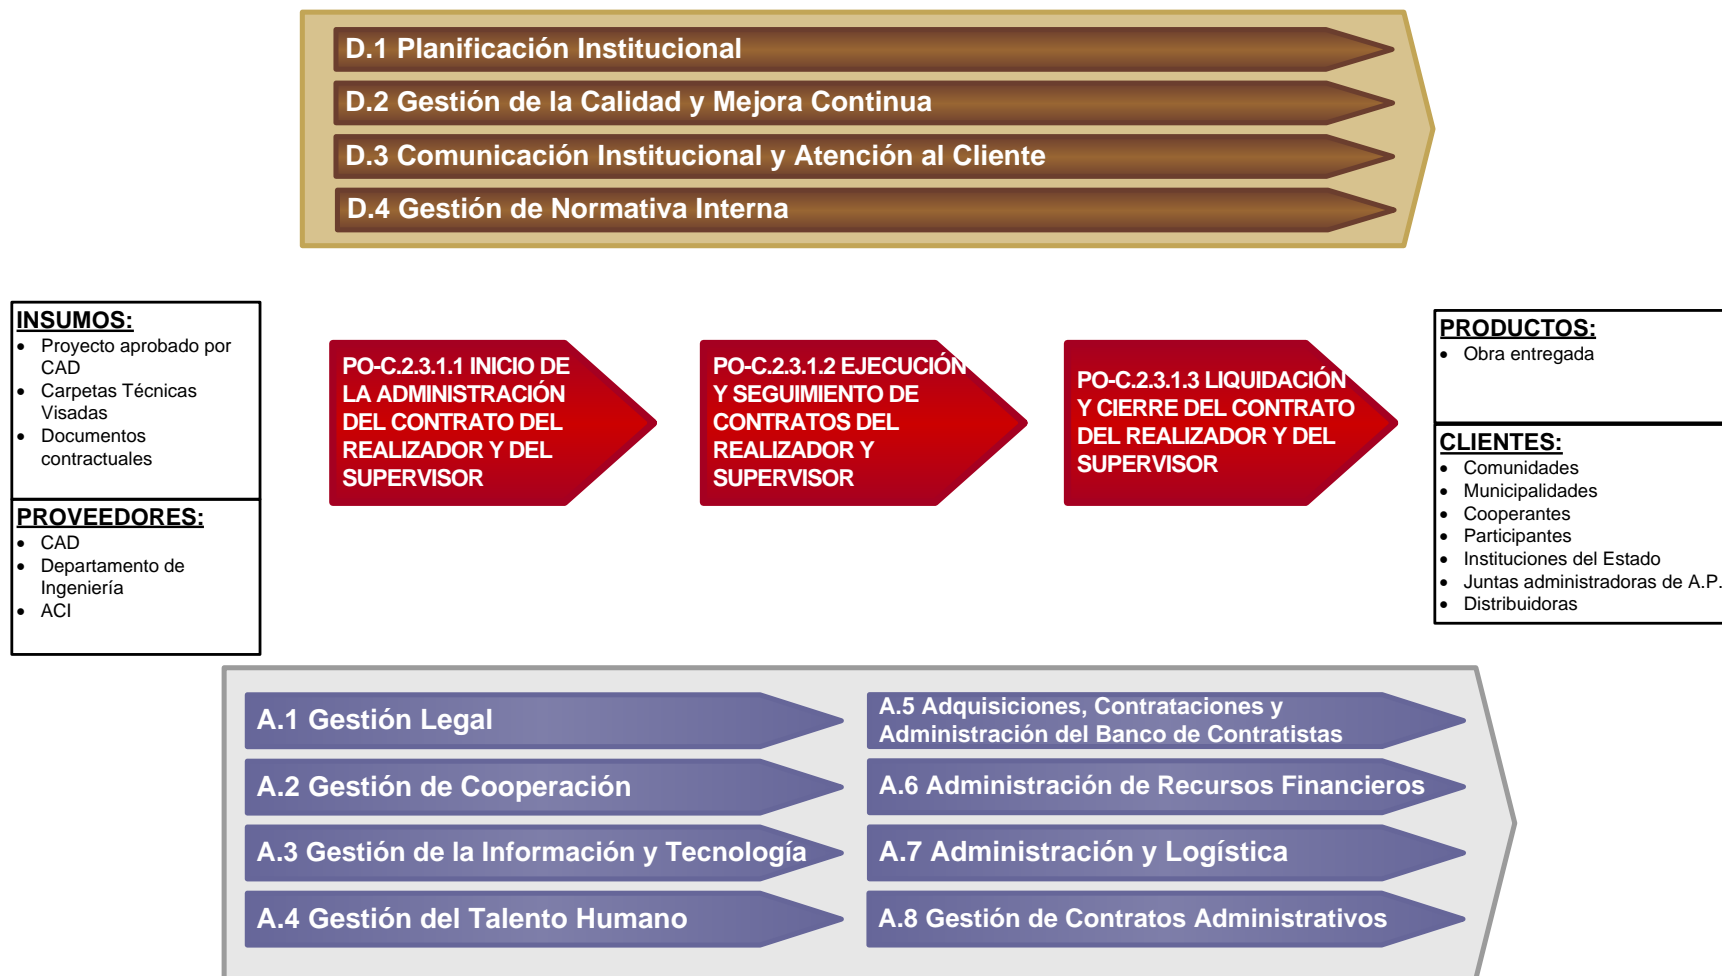 D.1 Planificación Institucional
D.2 Gestión de la Calidad y Mejora Continua
D.3 Comunicación Institucional y Atención al Cliente
D.4 Gestión de Normativa Interna
INSUMOS:
• Proyecto aprobado por
CAD
• Carpetas Técnicas
Visadas
• Documentos
contractuales
PROVEEDORES:
• CAD
• Departamento de
Ingeniería
• ACI
PO-C.2.3.1.1 INICIO DE
LA ADMINISTRACIÓN
DEL CONTRATO DEL
REALIZADOR Y DEL
SUPERVISOR
PO-C.2.3.1.2 EJECUCIÓN
Y SEGUIMIENTO DE
CONTRATOS DEL
REALIZADOR Y
SUPERVISOR
PO-C.2.3.1.3 LIQUIDACIÓN
Y CIERRE DEL CONTRATO
DEL REALIZADOR Y DEL
SUPERVISOR
PRODUCTOS:
• Obra entregada
CLIENTES:
• Comunidades
• Municipalidades
• Cooperantes
• Participantes
• Instituciones del Estado
• Juntas administradoras de A.P.
• Distribuidoras
A.1 Gestión Legal
A.2 Gestión de Cooperación
A.3 Gestión de la Información y Tecnología
A.4 Gestión del Talento Humano
A.5 Adquisiciones, Contrataciones y
Administración del Banco de Contratistas
A.6 Administración de Recursos Financieros
A.7 Administración y Logística
A.8 Gestión de Contratos Administrativos